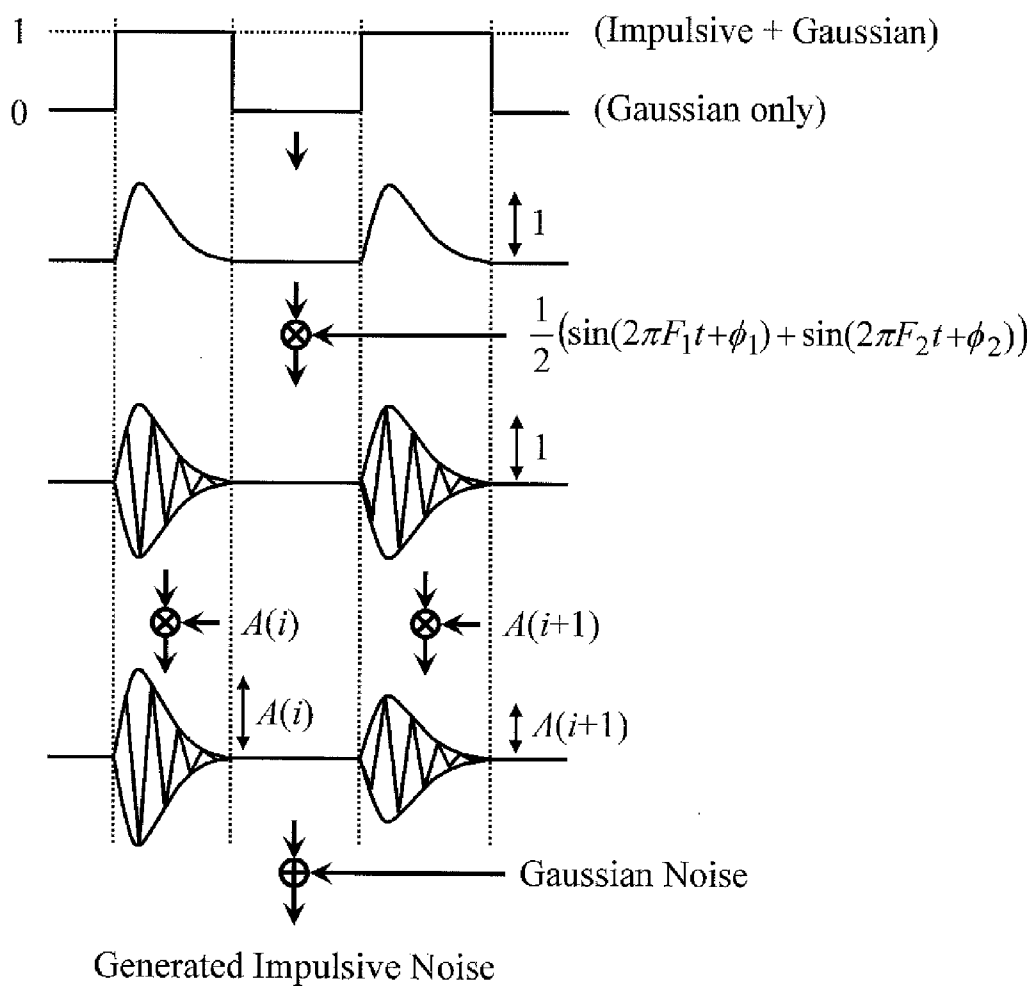 1 (Impulsive + Gaussian)
0 (Gaussian only)
1
\frac{1}{2}(sin(2πF₁t+ϕ₁)+sin(2πF₂t+ϕ₂))
1
A(i) A(i+1)
A(i) A(i+1)
Gaussian Noise
Generated Impulsive Noise